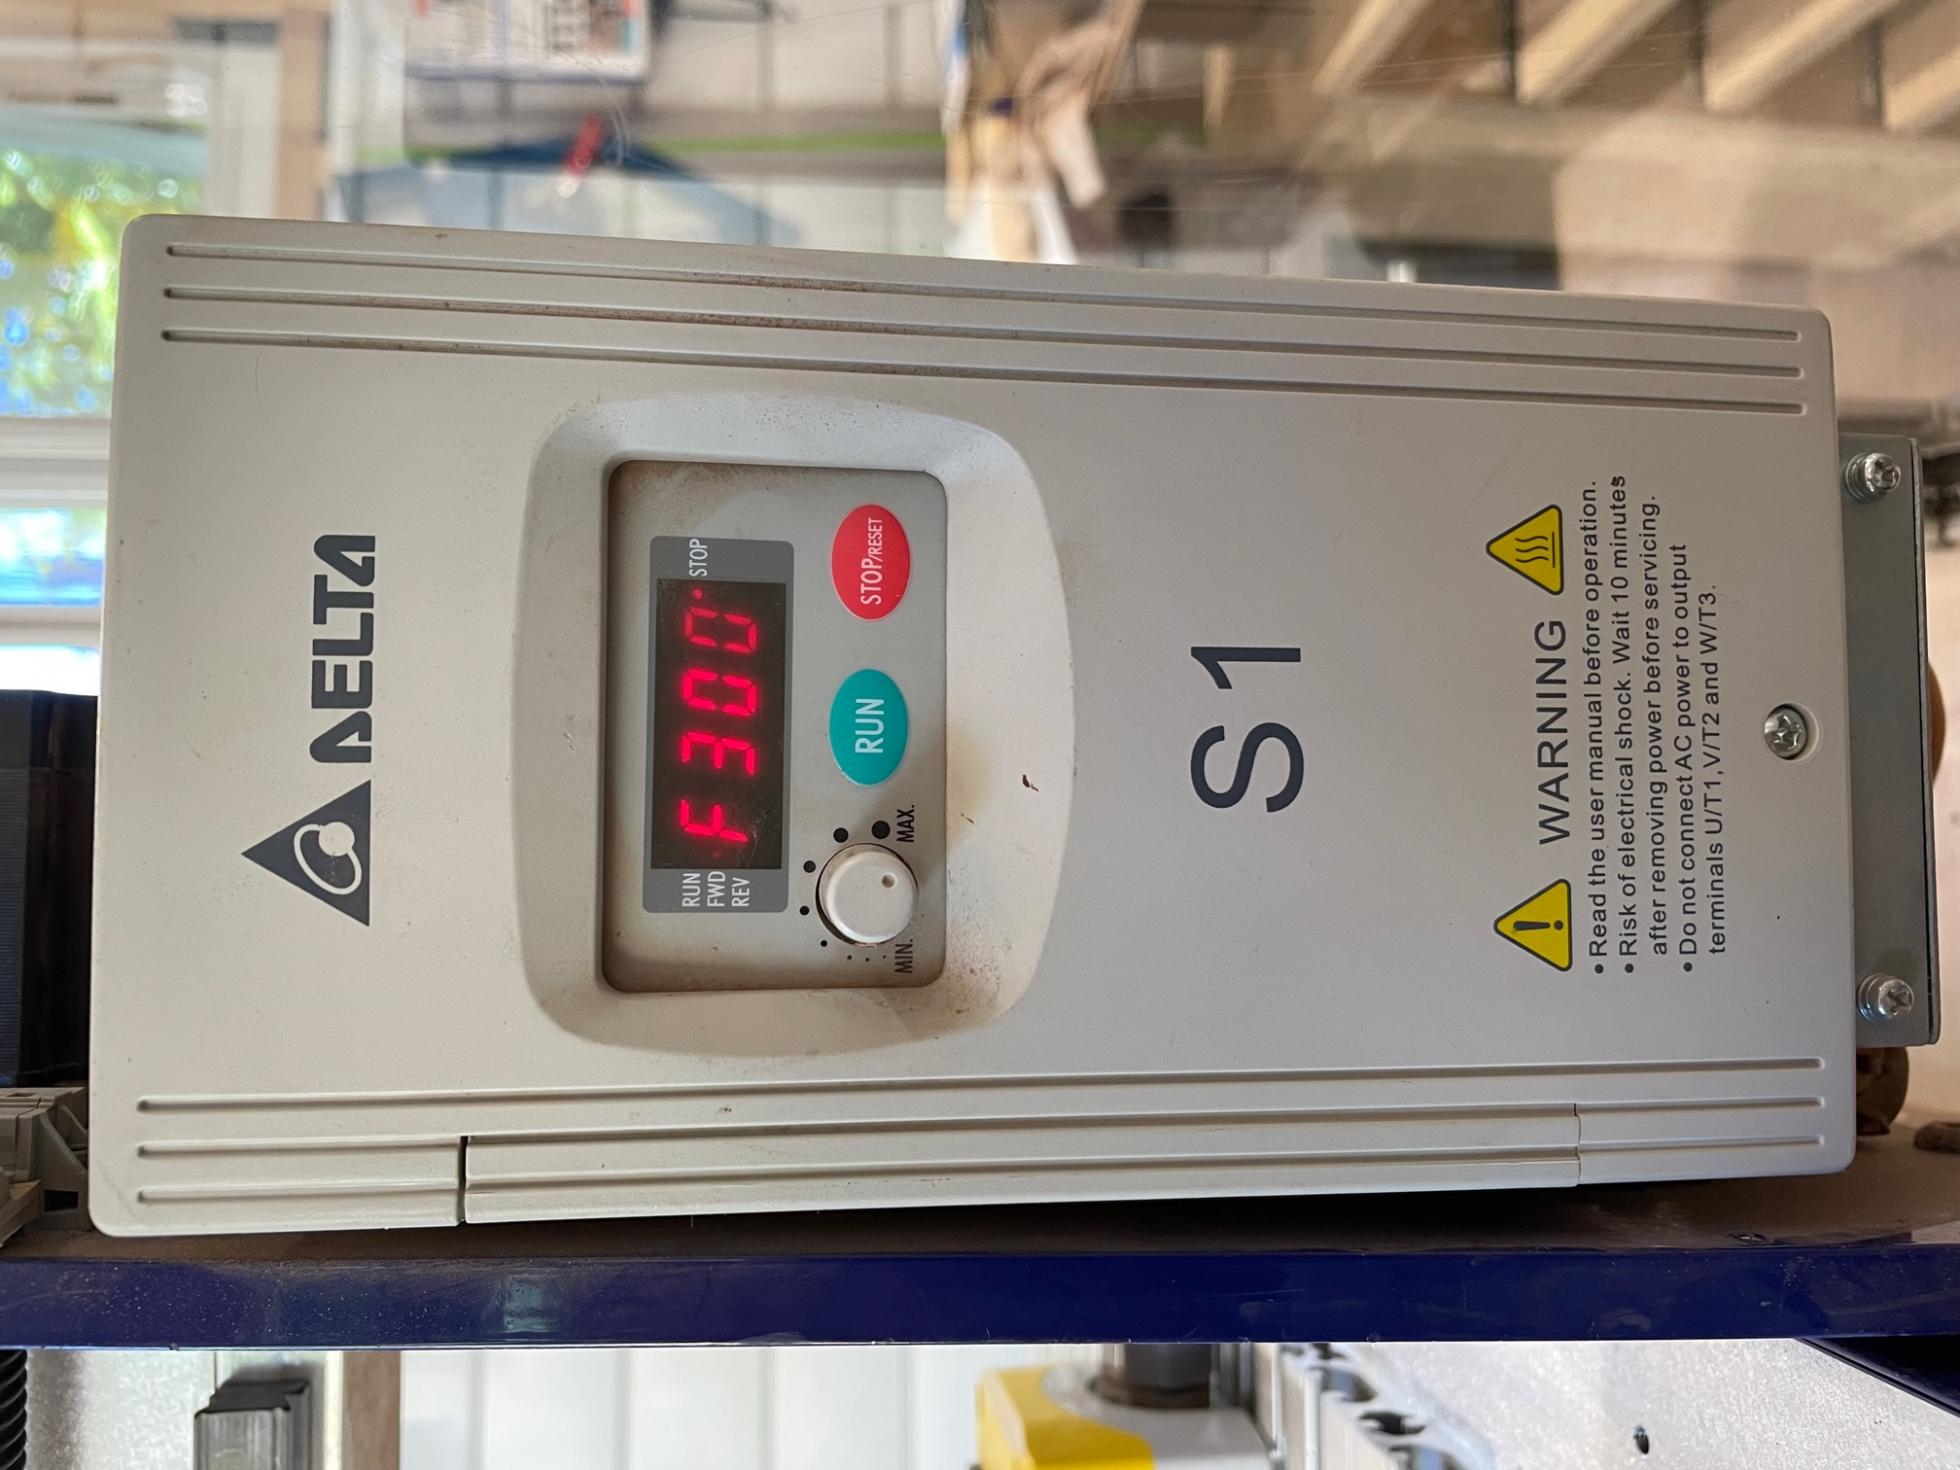 DELTA
RUN
FWD
REV
F300
STOP
MIN.
MAX.
RUN
STOP/RESET
S1
WARNING
• Read the user manual before operation.
• Risk of electrical shock. Wait 10 minutes
after removing power before servicing.
• Do not connect AC power to output
terminals U/T1,V/T2 and W/T3.